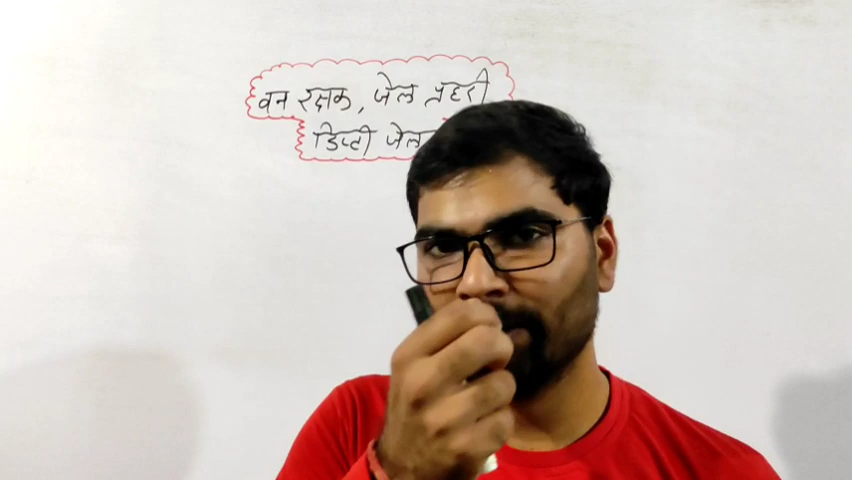 वन रक्षक, जेल प्रहरी
डिप्टी जेल